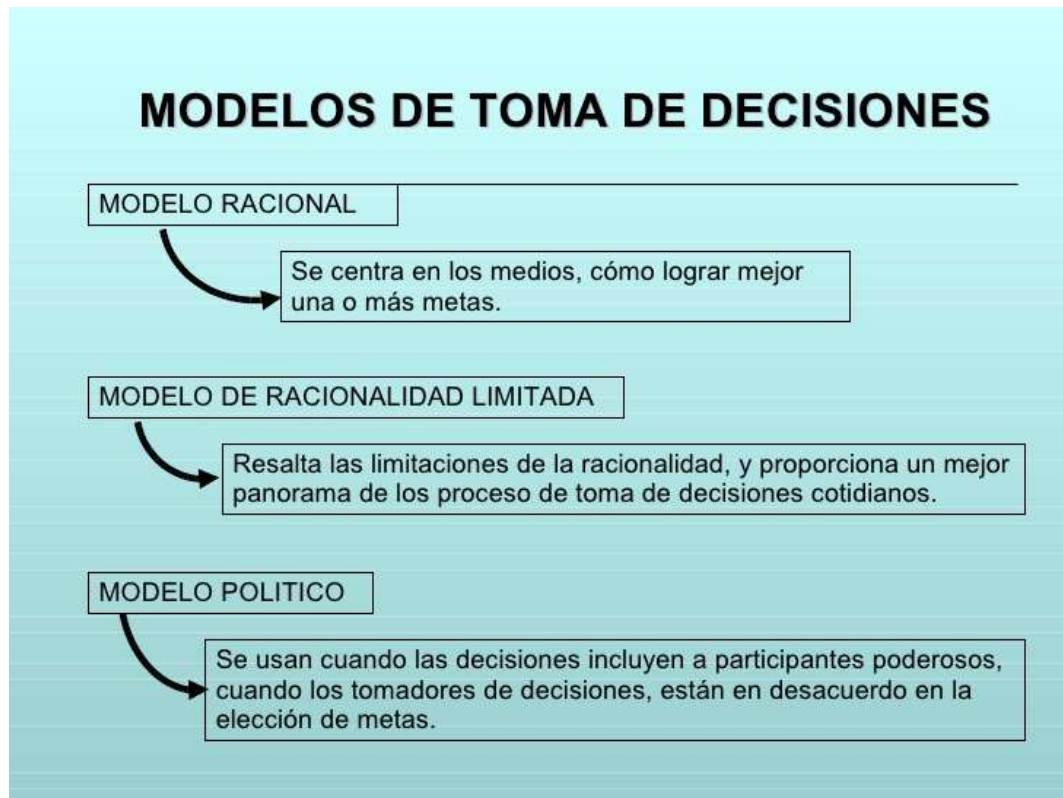 MODELOS DE TOMA DE DECISIONES
MODELO RACIONAL
Se centra en los medios, cómo lograr mejor
una o más metas.
MODELO DE RACIONALIDAD LIMITADA
Resalta las limitaciones de la racionalidad, y proporciona un mejor
panorama de los proceso de toma de decisiones cotidianos.
MODELO POLITICO
Se usan cuando las decisiones incluyen a participantes poderosos,
cuando los tomadores de decisiones, están en desacuerdo en la
elección de metas.